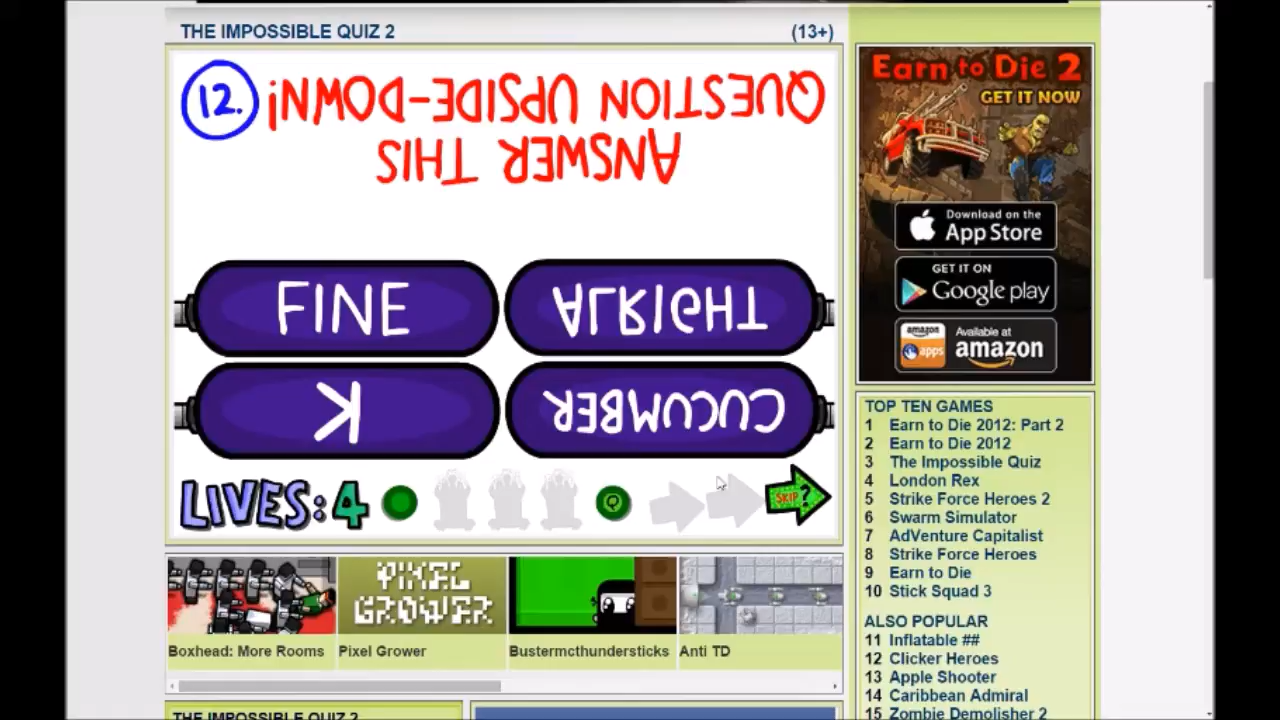 THE IMPOSSIBLE QUIZ 2
(13+)
12.
ANSWER THIS
QUESTION UPSIDE-DOWN!
FINE
ALRIGHT
K
CUCUMBER
LIVES:4
Q
SKIP?
Boxhead: More Rooms
PIXEL
GROWER
Pixel Grower
Bustermcthundersticks
Anti TD
THE IMPOSSIBLE QUIZ 2
Earn to Die 2
GET IT NOW
Download on the
App Store
GET IT ON
Google play
amazon
apps
Available at
amazon
TOP TEN GAMES
1 Earn to Die 2012: Part 2
2 Earn to Die 2012
3 The Impossible Quiz
4 London Rex
5 Strike Force Heroes 2
6 Swarm Simulator
7 AdVenture Capitalist
8 Strike Force Heroes
9 Earn to Die
10 Stick Squad 3
ALSO POPULAR
11 Inflatable ##
12 Clicker Heroes
13 Apple Shooter
14 Caribbean Admiral
15 Zombie Demolisher 2